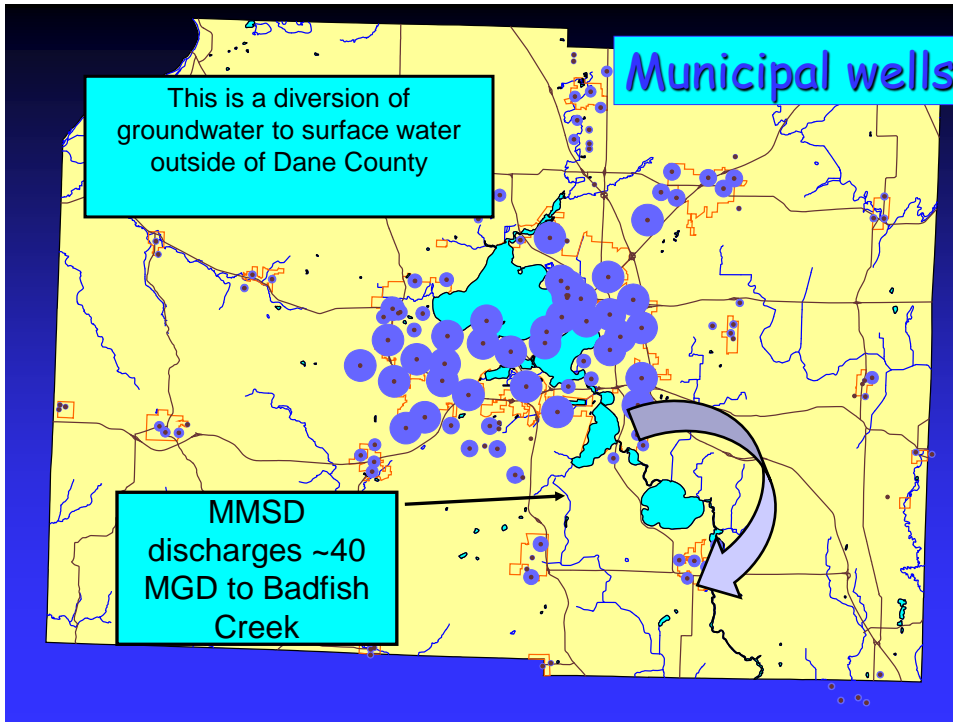 Municipal wells
This is a diversion of
groundwater to surface water
outside of Dane County
MMSD
discharges ~40
MGD to Badfish
Creek